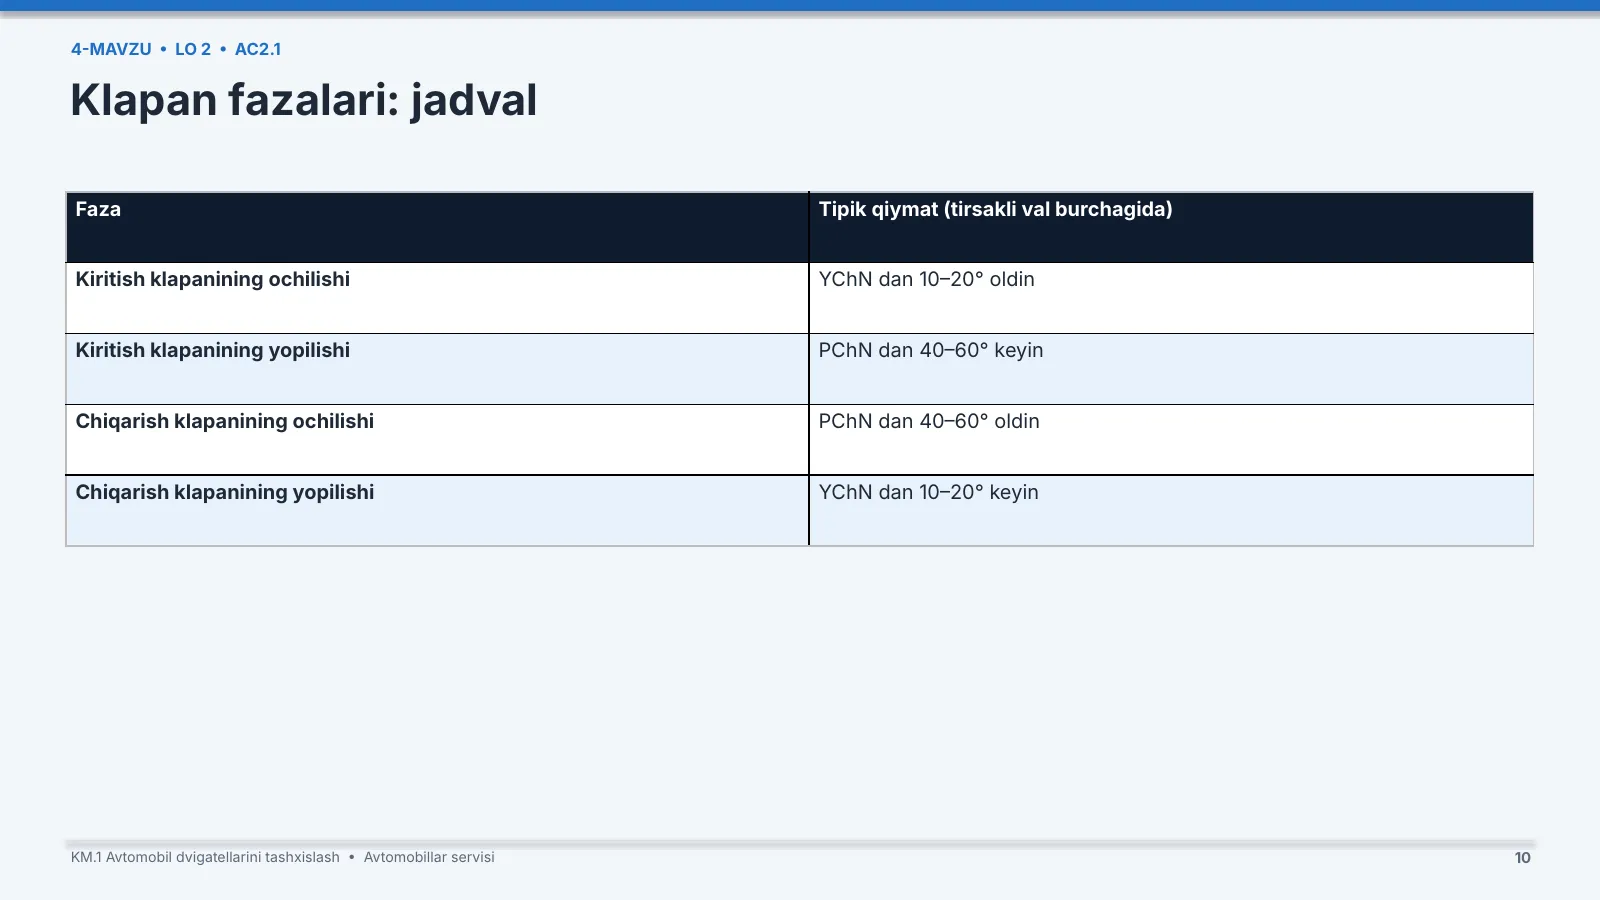 4-MAVZU • LO 2 • AC2.1
Klapan fazalari: jadval
Faza
Tipik qiymat (tirsakli val burchagida)
Kiritish klapanining ochilishi
YChN dan 10–20° oldin
Kiritish klapanining yopilishi
PChN dan 40–60° keyin
Chiqarish klapanining ochilishi
PChN dan 40–60° oldin
Chiqarish klapanining yopilishi
YChN dan 10–20° keyin
KM.1 Avtomobil dvigatellarini tashxislash • Avtomobillar servisi
10